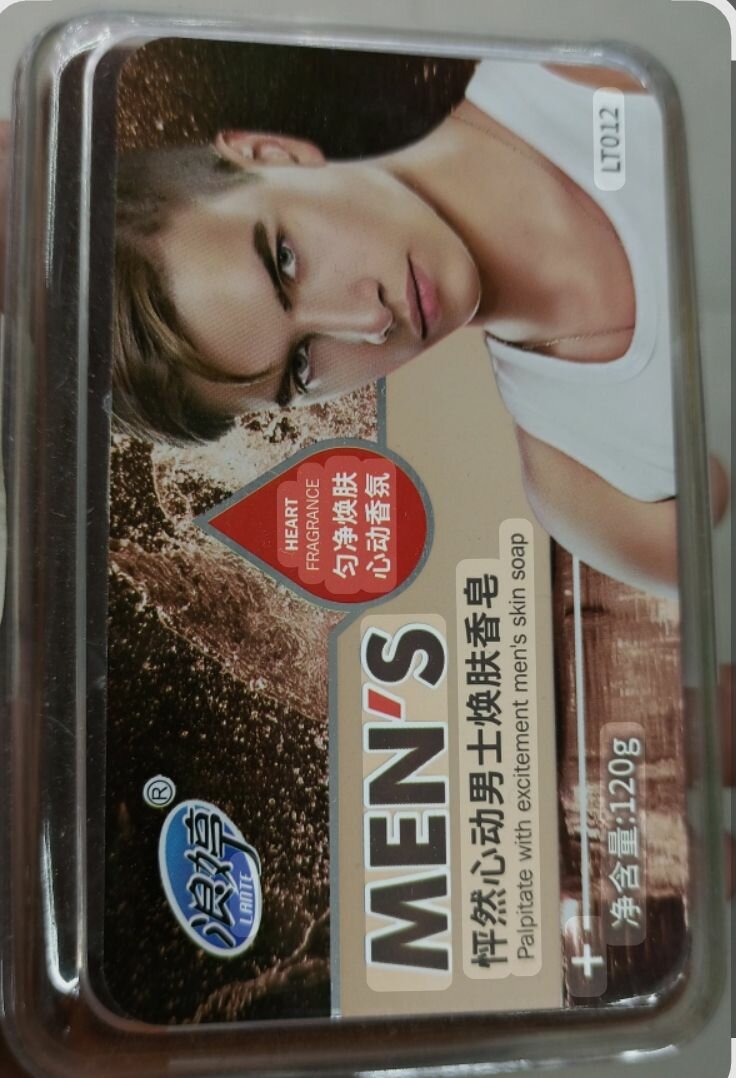 浪婷
LANTE
®
HEART
FRAGRANCE
匀净焕肤
心动香氛
LT012
MEN'S
怦然心动男士焕肤香皂
Palpitate with excitement men's skin soap
+
净含量:120g